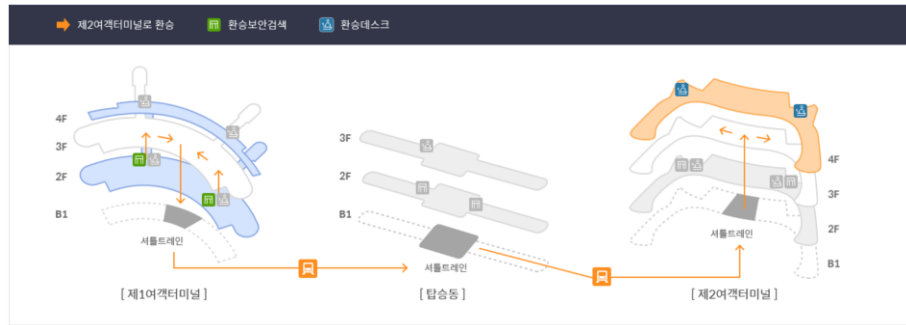 제2여객터미널로 환승 환승보안검색 환승데스크
4F
3F
2F
B1
셔틀트레인
[ 제1여객터미널 ]
3F
2F
B1
셔틀트레인
[ 탑승동 ]
4F
3F
2F
B1
셔틀트레인
[ 제2여객터미널 ]